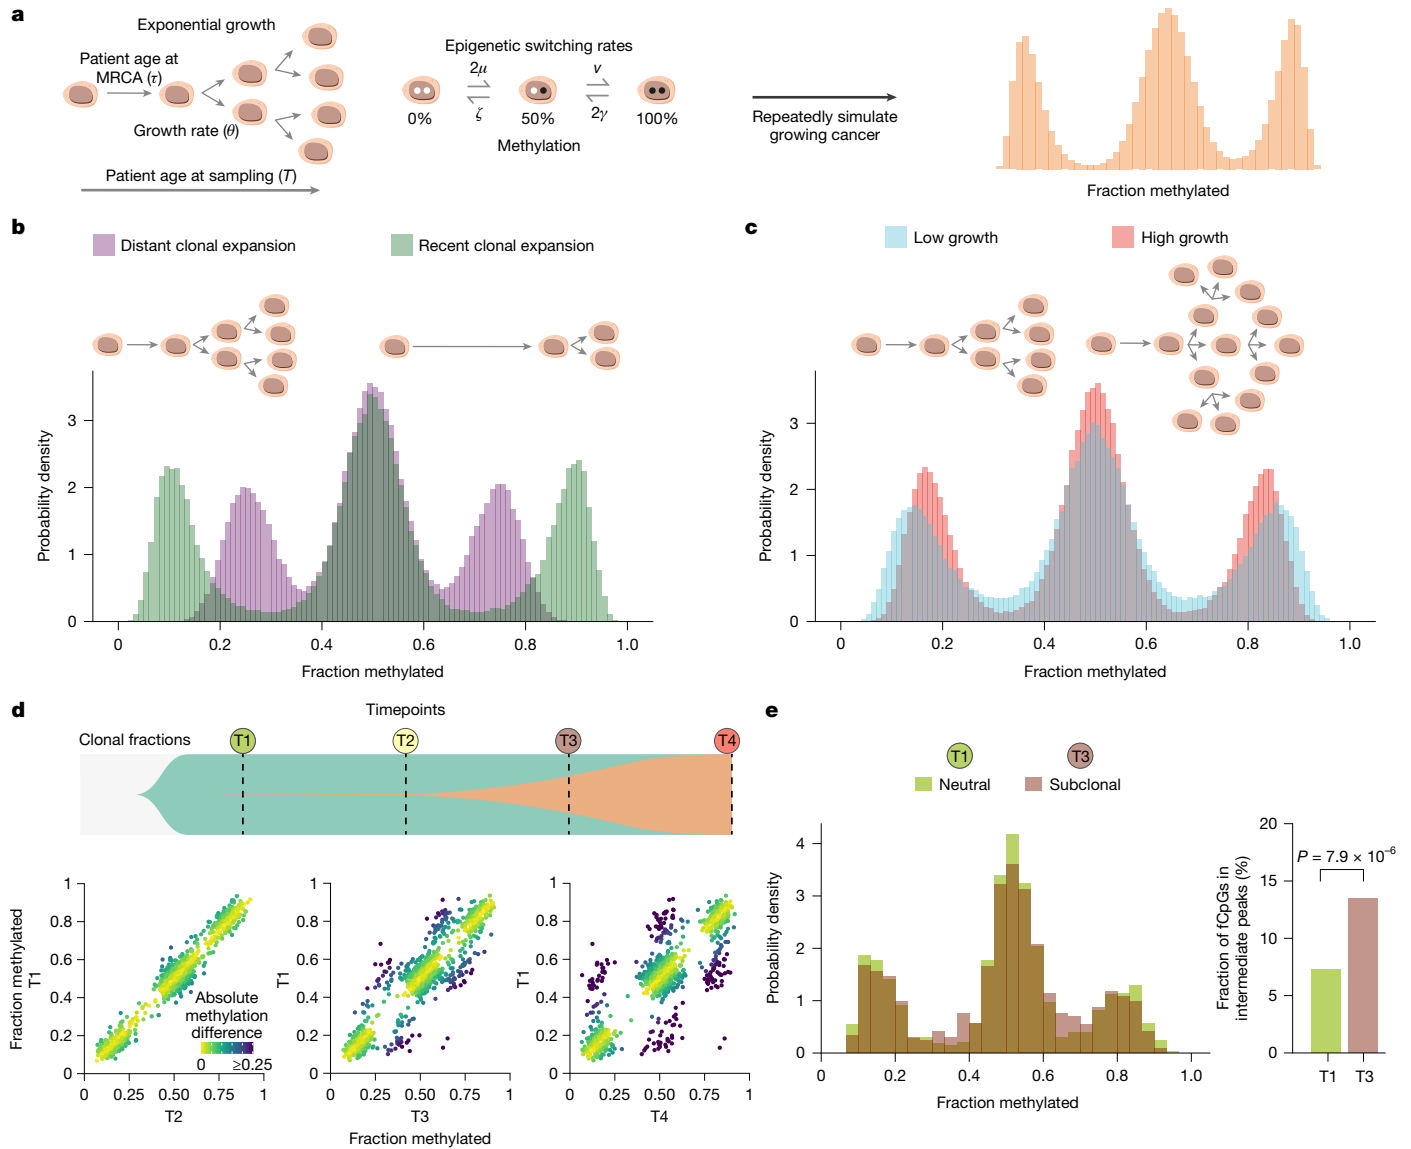 a
Exponential growth
Patient age at
MRCA (τ)
Growth rate (θ)
Patient age at sampling (T)
Epigenetic switching rates
2μ
ν
ζ
2γ
0%
50%
100%
Methylation
Repeatedly simulate
growing cancer
Fraction methylated
b
Distant clonal expansion
Recent clonal expansion
Probability density
3
2
1
0
0
0.2
0.4
0.6
0.8
1.0
Fraction methylated
c
Low growth
High growth
Probability density
3
2
1
0
0
0.2
0.4
0.6
0.8
1.0
Fraction methylated
d
Timepoints
Clonal fractions
T1
T2
T3
T4
Fraction methylated
T1
1
0.8
0.6
0.4
0.2
0
0
0.25
0.50
0.75
1
T2
Absolute
methylation
difference
0
≥0.25
T1
1
0.8
0.6
0.4
0.2
0
0
0.25
0.50
0.75
1
T3
T1
1
0.8
0.6
0.4
0.2
0
0
0.25
0.50
0.75
1
T4
Fraction methylated
e
T1
T3
Neutral
Subclonal
Probability density
4
3
2
1
0
0
0.2
0.4
0.6
0.8
1.0
Fraction methylated
Fraction of fCpGs in
intermediate peaks (%)
20
15
10
5
0
P = 7.9 × 10⁻⁶
T1
T3